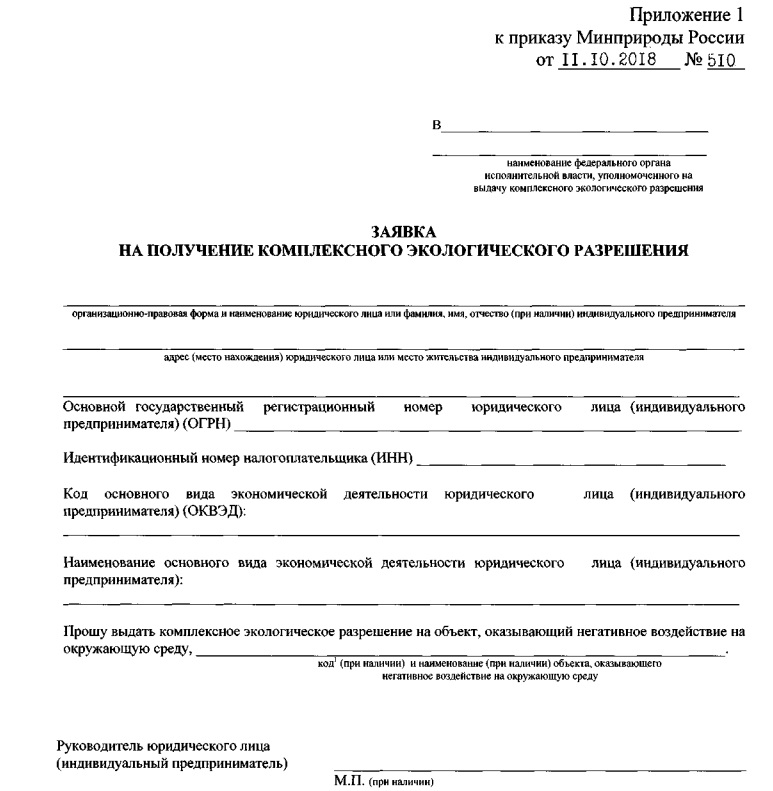 Приложение 1
к приказу Минприроды России
от 11.10.2018 № 510
В
наименование федерального органа
исполнительной власти, уполномоченного на
выдачу комплексного экологического разрешения
ЗАЯВКА
НА ПОЛУЧЕНИЕ КОМПЛЕКСНОГО ЭКОЛОГИЧЕСКОГО РАЗРЕШЕНИЯ
организационно-правовая форма и наименование юридического лица или фамилия, имя, отчество (при наличии) индивидуального предпринимателя
адрес (место нахождения) юридического лица или место жительства индивидуального предпринимателя
Основной государственный регистрационный номер юридического лица (индивидуального
предпринимателя) (ОГРН)
Идентификационный номер налогоплательщика (ИНН)
Код основного вида экономической деятельности юридического лица (индивидуального
предпринимателя) (ОКВЭД):
Наименование основного вида экономической деятельности юридического лица (индивидуального
предпринимателя):
Прошу выдать комплексное экологическое разрешение на объект, оказывающий негативное воздействие на
окружающую среду, .
код¹ (при наличии) и наименование (при наличии) объекта, оказывающего
негативное воздействие на окружающую среду
Руководитель юридического лица
(индивидуальный предприниматель)
М.П. (при наличии)